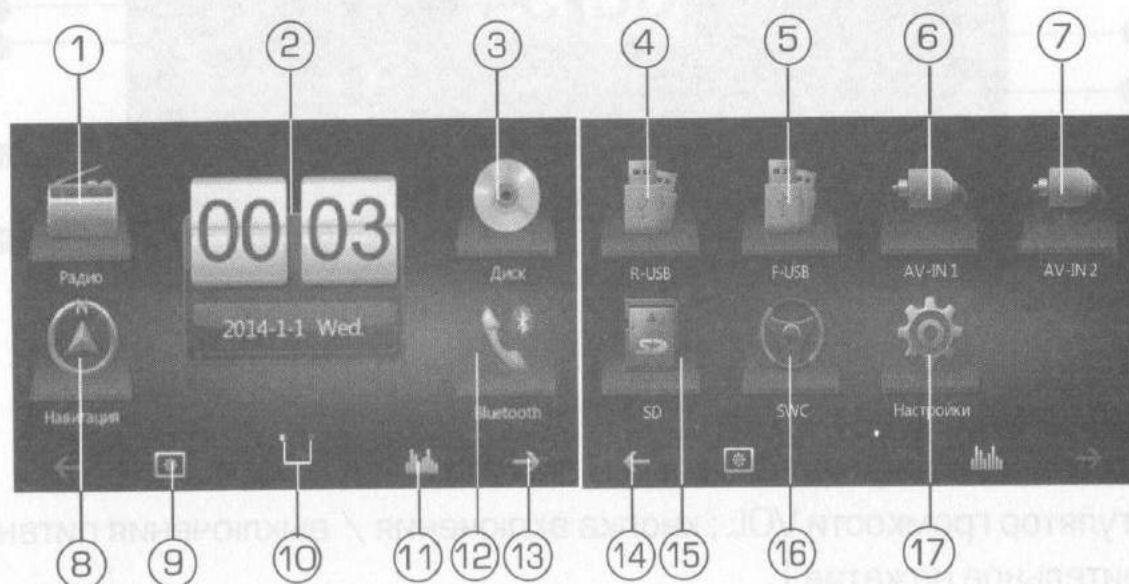 1 2 3 4 5 6 7
00 03
Радио Диск R-USB F-USB AV-IN 1 AV-IN 2
2014-1-1 Wed.
N
Навигация Bluetooth SD SWC Настройки
8 9 10 11 12 13 14 15 16 17